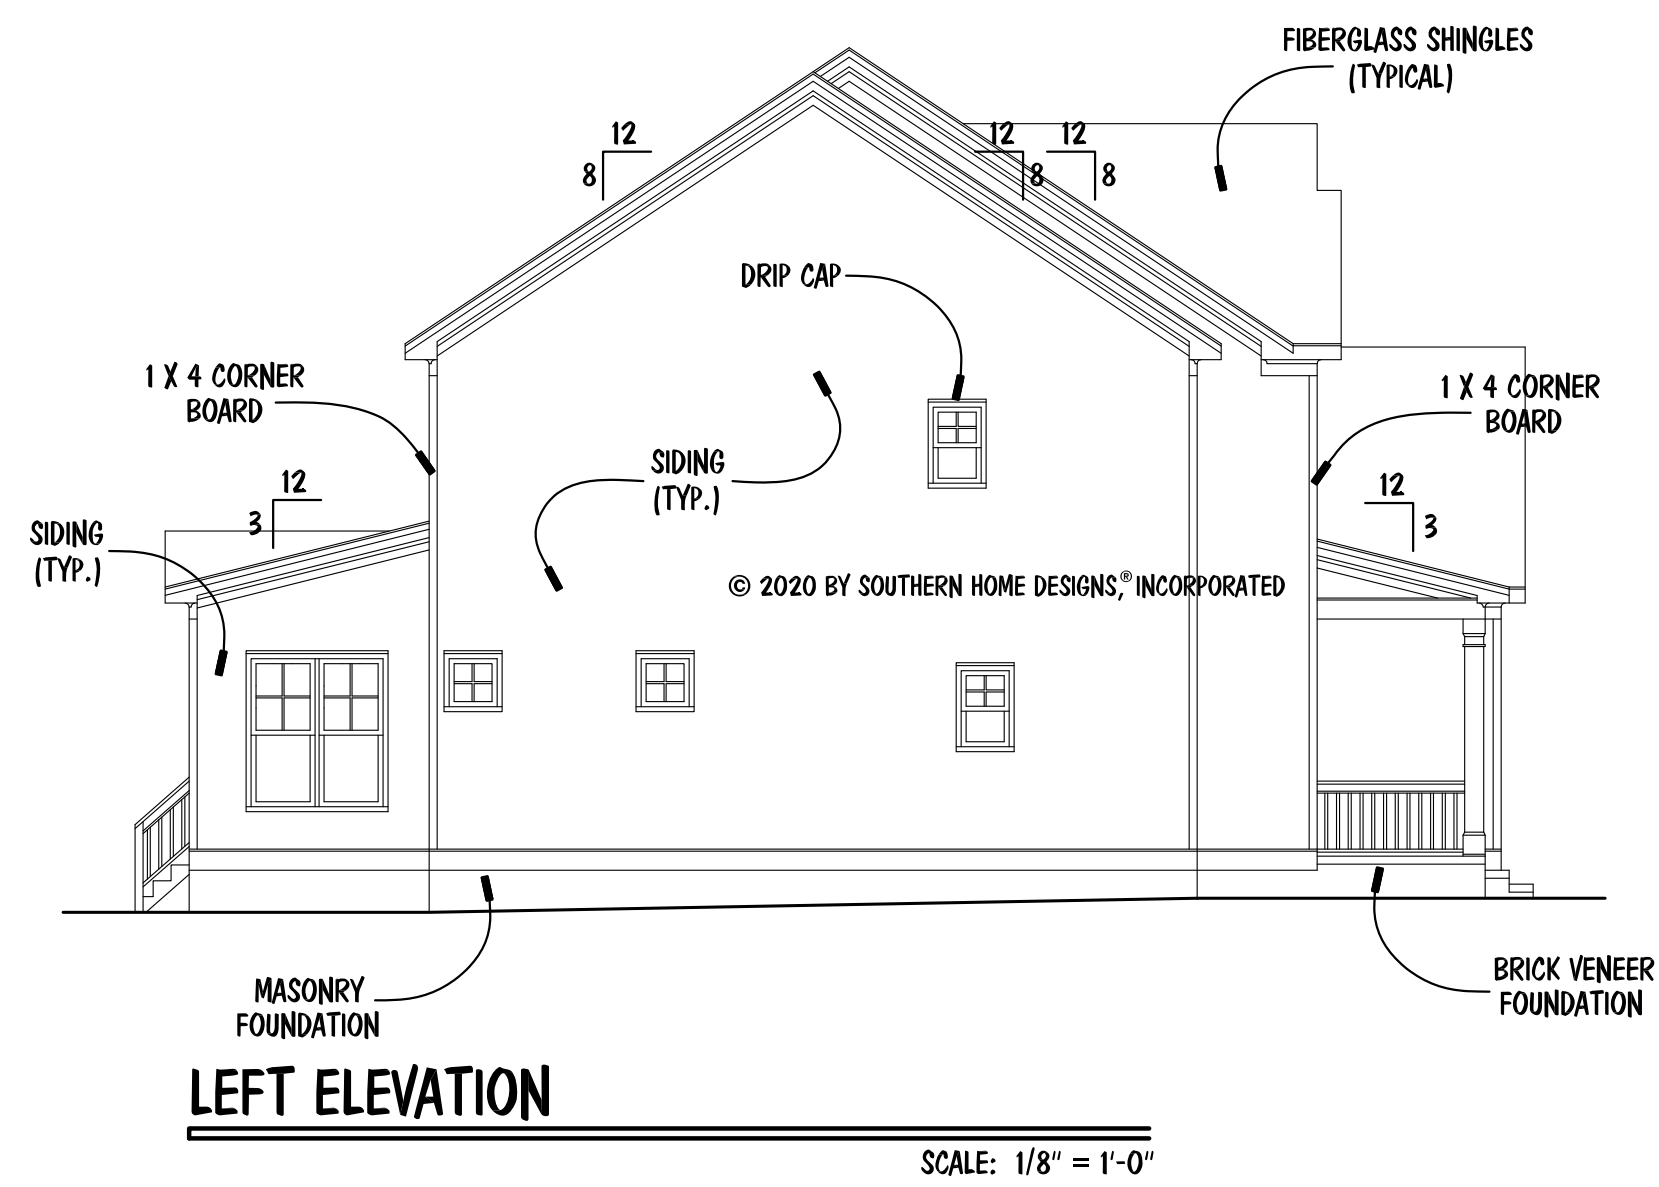 FIBERGLASS SHINGLES
(TYPICAL)
12
8
12
8
12
8
DRIP CAP
1 X 4 CORNER
BOARD
1 X 4 CORNER
BOARD
SIDING
(TYP.)
12
3
12
3
SIDING
(TYP.)
© 2020 BY SOUTHERN HOME DESIGNS,® INCORPORATED
MASONRY
FOUNDATION
BRICK VENEER
FOUNDATION
LEFT ELEVATION
SCALE: 1/8" = 1'-0"